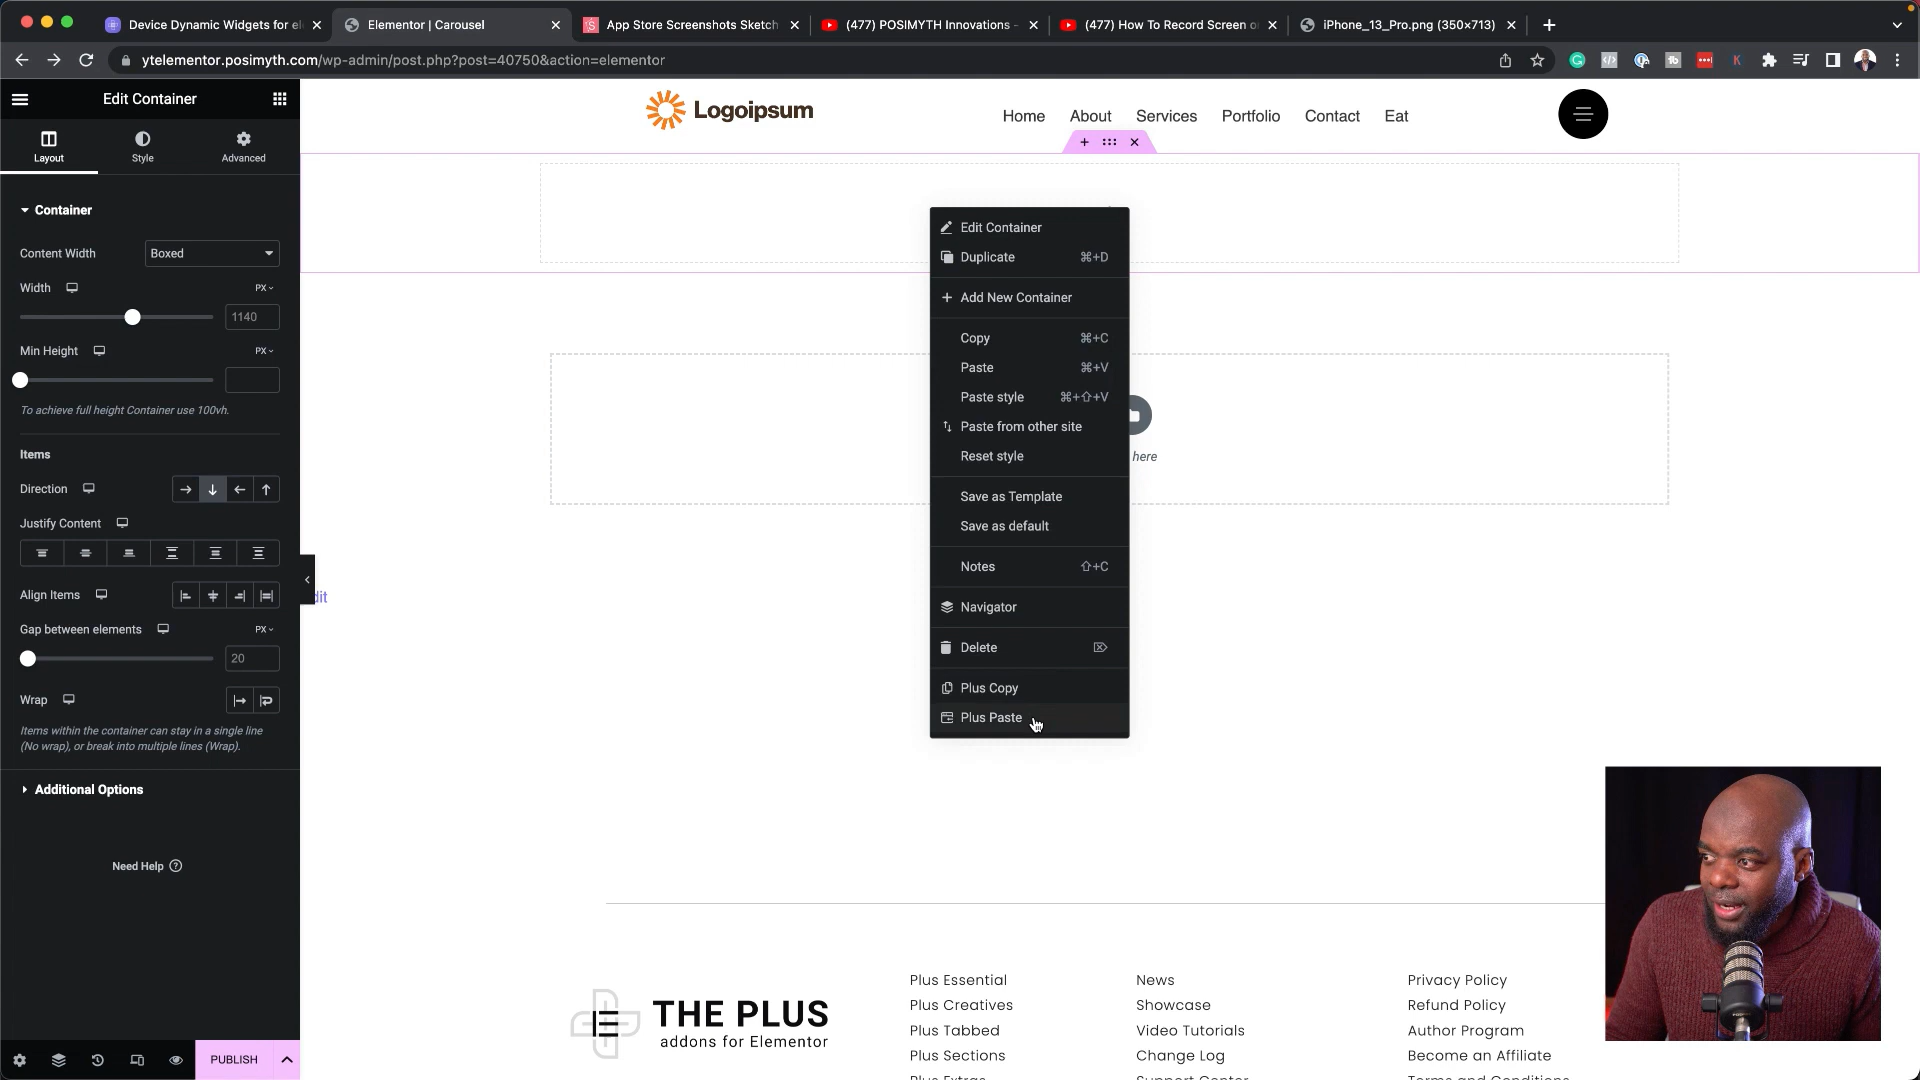 Device Dynamic Widgets for el
Elementor | Carousel
App Store Screenshots Sketch
(477) POSIMYTH Innovations -
(477) How To Record Screen o
iPhone_13_Pro.png (350×713)
ytelementor.posimyth.com/wp-admin/post.php?post=40750&action=elementor
Edit Container
Layout
Style
Advanced
Container
Content Width
Boxed
Width
PX
1140
Min Height
PX
To achieve full height Container use 100vh.
Items
Direction
Justify Content
Align Items
Gap between elements
PX
20
Wrap
Items within the container can stay in a single line
(No wrap), or break into multiple lines (Wrap).
Additional Options
Need Help
PUBLISH
Logoipsum
Home
About
Services
Portfolio
Contact
Eat
Edit Container
Duplicate ⌘+D
Add New Container
Copy ⌘+C
Paste ⌘+V
Paste style ⌘+⇧+V
Paste from other site
Reset style
Save as Template
Save as default
Notes ⇧+C
Navigator
Delete
Plus Copy
Plus Paste
here
dit
THE PLUS
addons for Elementor
Plus Essential
Plus Creatives
Plus Tabbed
Plus Sections
Plus Extras
News
Showcase
Video Tutorials
Change Log
Support Center
Privacy Policy
Refund Policy
Author Program
Become an Affiliate
Terms and Conditions